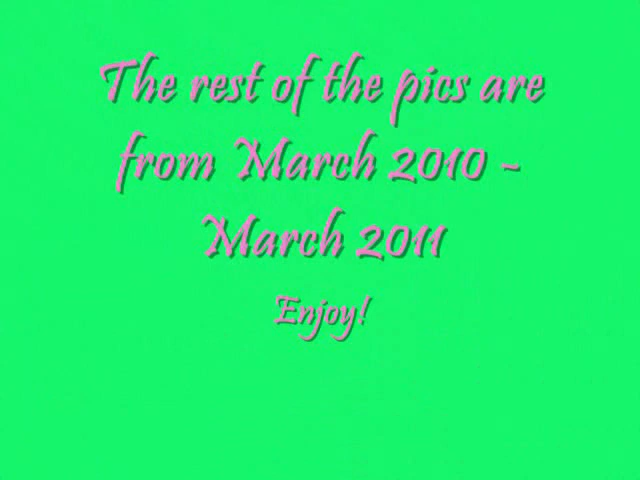 The rest of the pics are
from March 2010 -
March 2011
Enjoy!